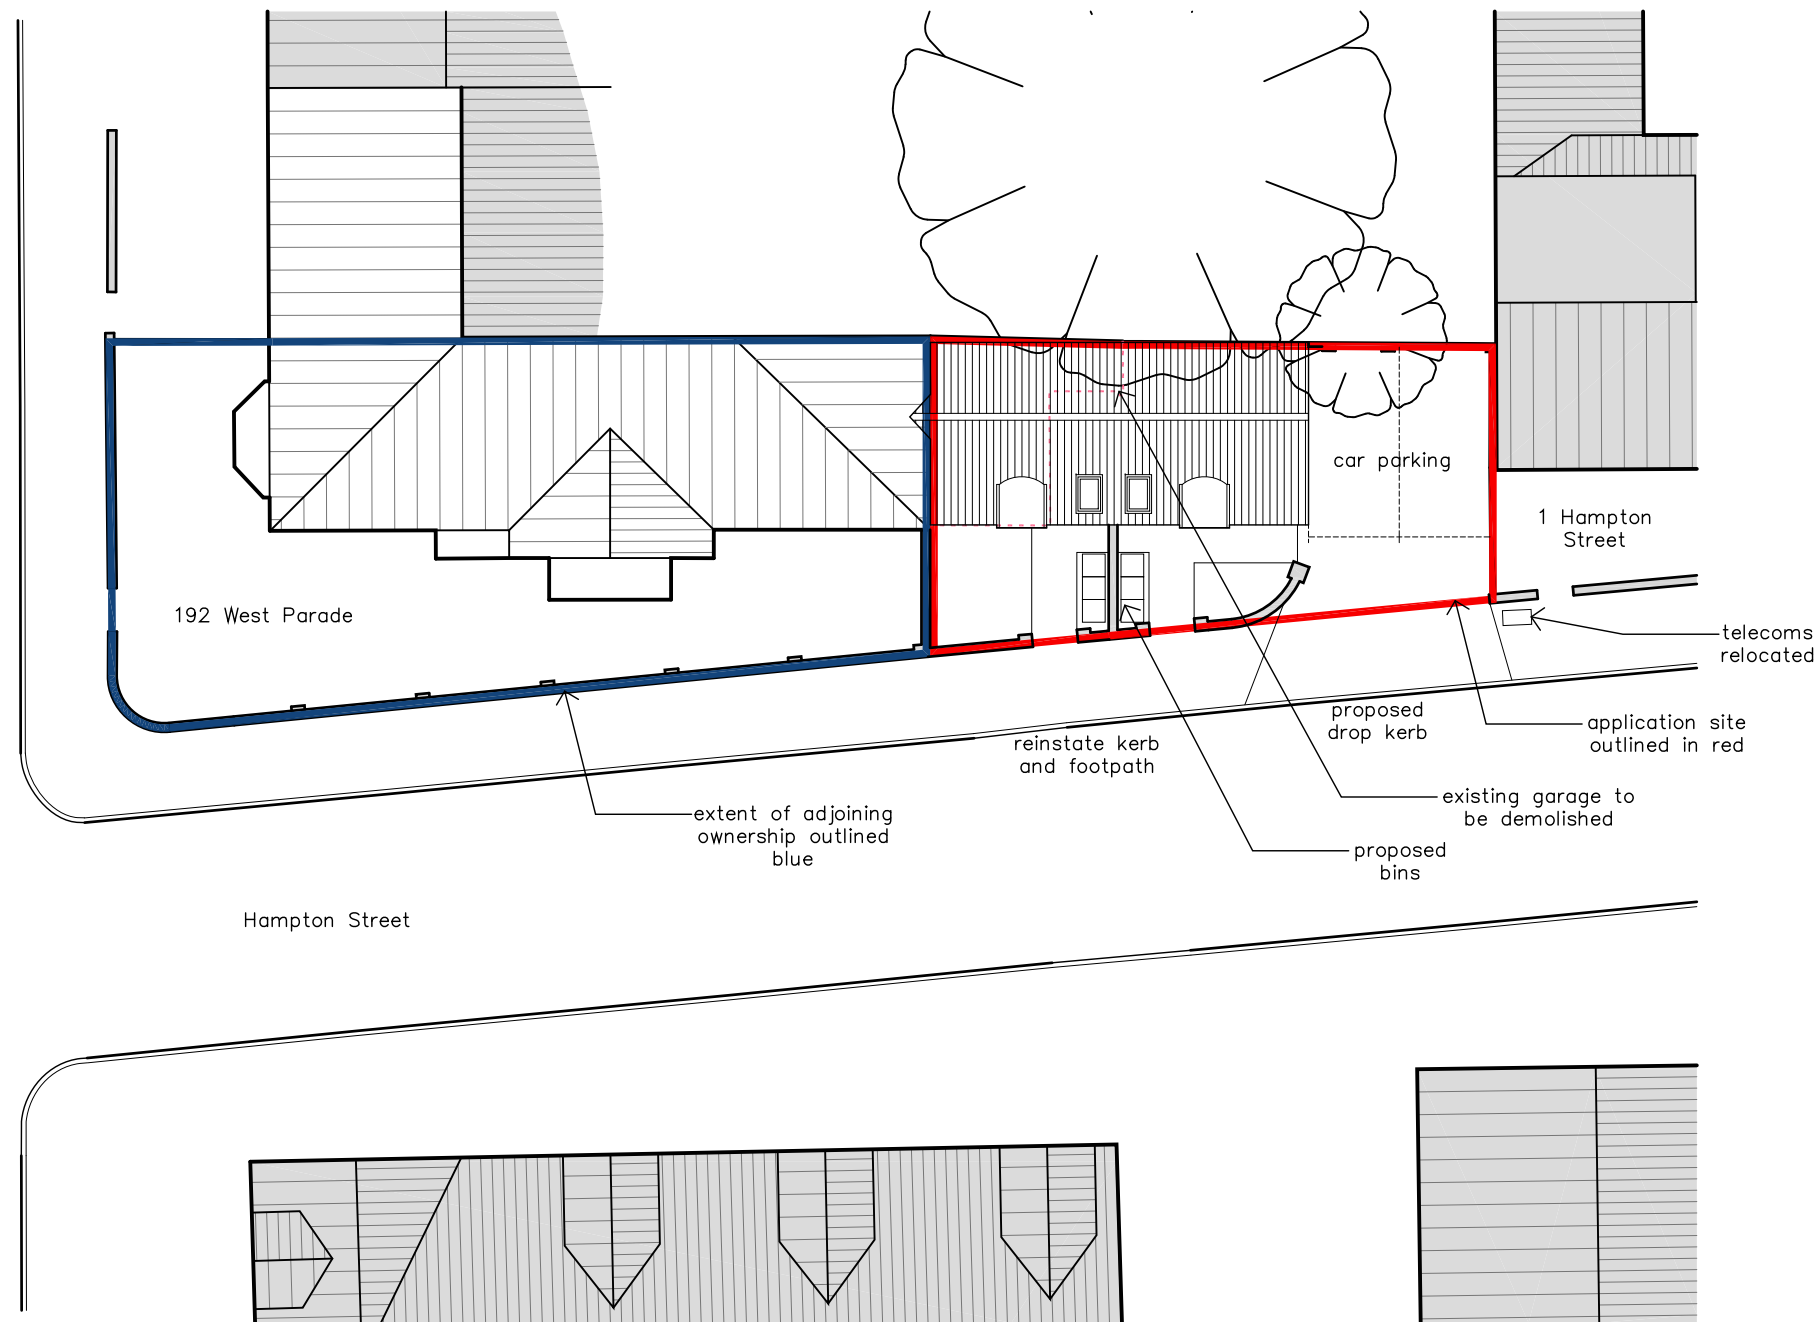 car parking
1 Hampton
Street
192 West Parade
telecoms
relocated
proposed
drop kerb
application site
outlined in red
reinstate kerb
and footpath
existing garage to
be demolished
extent of adjoining
ownership outlined
blue
proposed
bins
Hampton Street